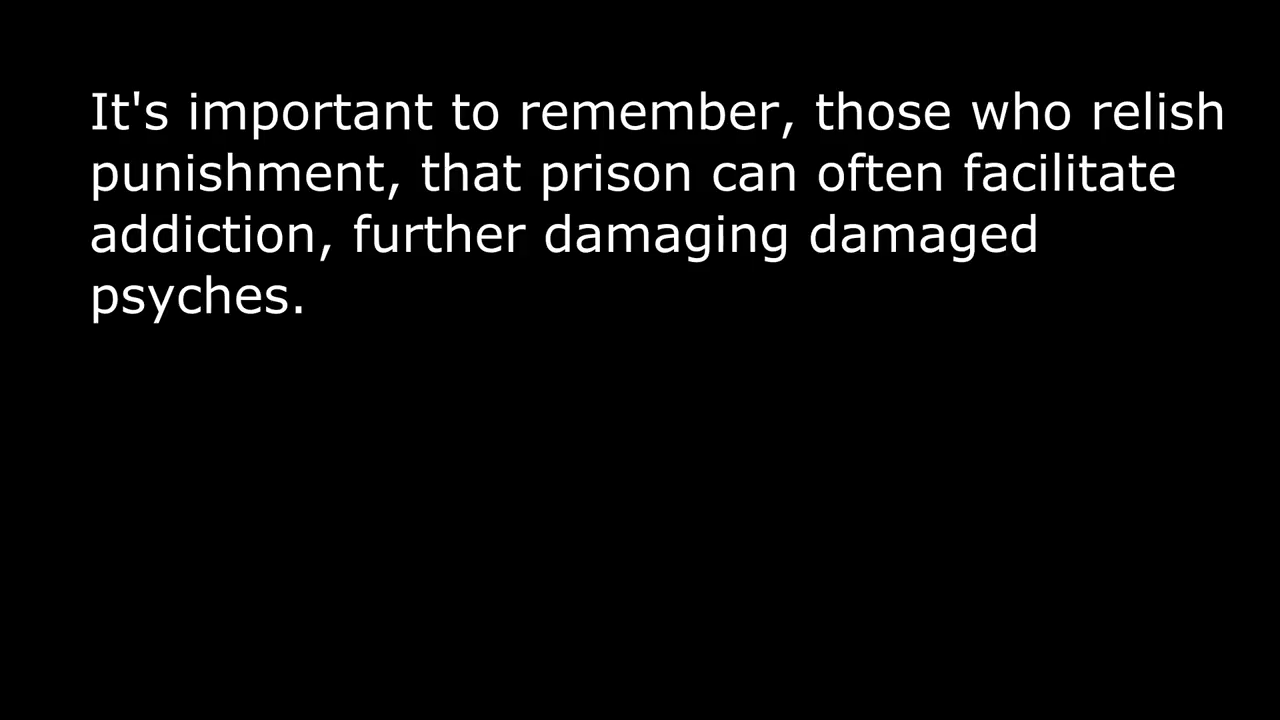 It's important to remember, those who relish
punishment, that prison can often facilitate
addiction, further damaging damaged
psyches.